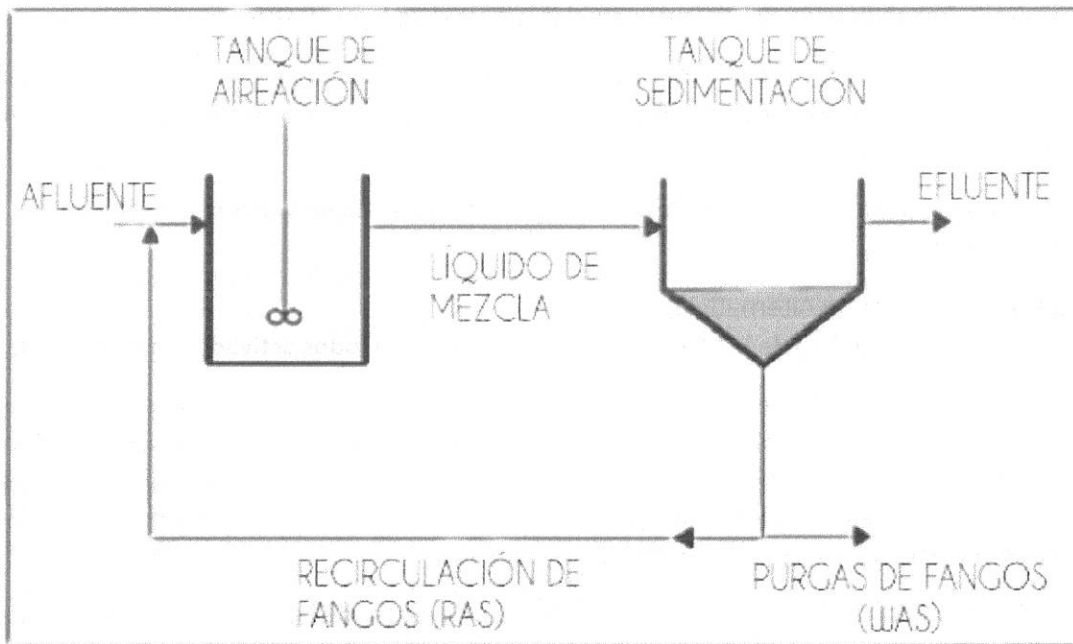 TANQUE DE
AIREACIÓN
TANQUE DE
SEDIMENTACIÓN
AFLUENTE
EFLUENTE
LÍQUIDO DE
MEZCLA
RECIRCULACIÓN DE
FANGOS (RAS)
PURGAS DE FANGOS
(WAS)